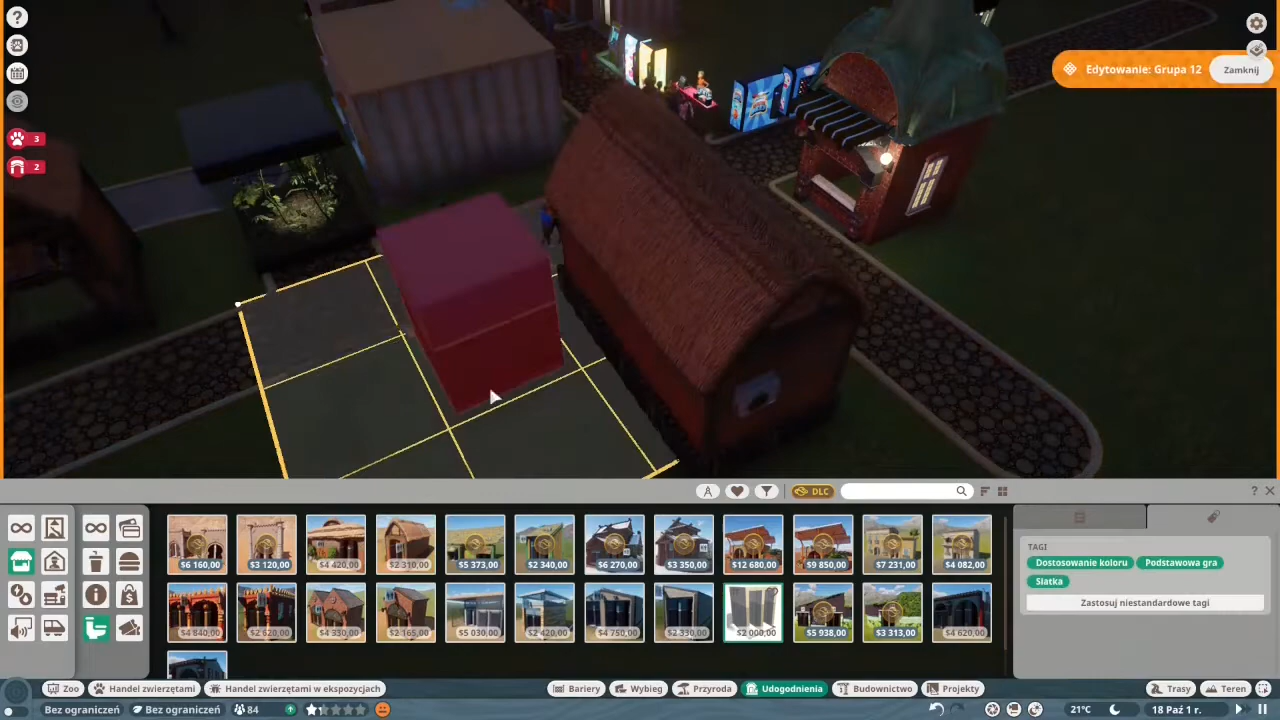 ?
Edytowanie: Grupa 12
Zamknij
3
2
DLC
?
$6 160,00
$3 120,00
$4 420,00
$2 310,00
$5 373,00
$2 340,00
$6 270,00
$3 350,00
$12 680,00
$9 850,00
$7 231,00
$4 082,00
$4 840,00
$2 620,00
$4 330,00
$2 165,00
$5 030,00
$2 420,00
$4 750,00
$2 330,00
$2 000,00
$5 938,00
$3 313,00
$4 620,00
TAGI
Dostosowanie koloru
Podstawowa gra
Siatka
Zastosuj niestandardowe tagi
Zoo
Handel zwierzętami
Handel zwierzętami w ekspozycjach
Bariery
Wybieg
Przyroda
Udogodnienia
Budownictwo
Projekty
Trasy
Teren
Bez ograniczeń
Bez ograniczeń
84
21°C
18 Paź 1 r.